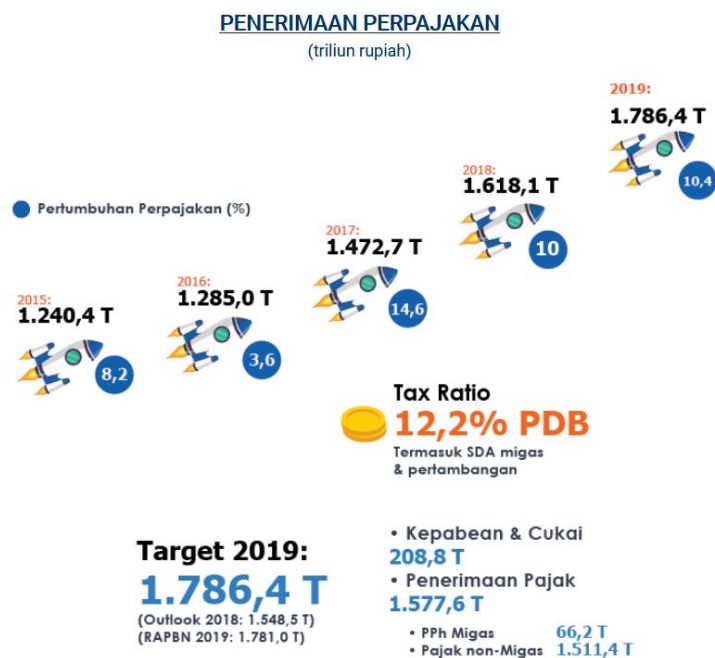 PENERIMAAN PERPAJAKAN
(triliun rupiah)
2019:
1.786,4 T
10,4
2018:
1.618,1 T
10
Pertumbuhan Perpajakan (%)
2017:
1.472,7 T
14,6
2016:
1.285,0 T
3,6
2015:
1.240,4 T
8,2
Tax Ratio
12,2% PDB
Termasuk SDA migas
& pertambangan
Target 2019:
1.786,4 T
(Outlook 2018: 1.548,5 T)
(RAPBN 2019: 1.781,0 T)
• Kepabean & Cukai
208,8 T
• Penerimaan Pajak
1.577,6 T
• PPh Migas 66,2 T
• Pajak non-Migas 1.511,4 T